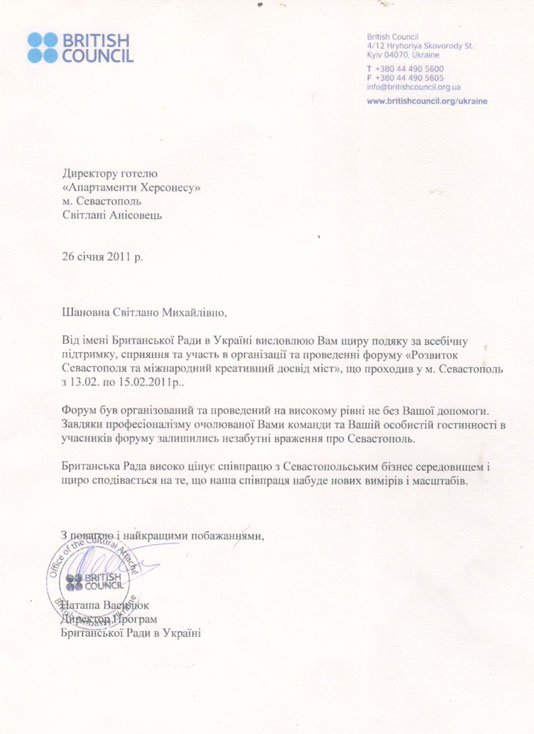 BRITISH
COUNCIL
British Council
4/12 Hryhoriya Skovorody St.
Kyiv 04070, Ukraine
T +380 44 490 5600
F +380 44 490 5605
info@britishcouncil.org.ua
www.britishcouncil.org/ukraine
Директору готелю
«Апартаменти Херсонесу»
м. Севастополь
Світлані Анісовець
26 січня 2011 р.
Шановна Світлано Михайлівно,
Від імені Британської Ради в Україні висловлюю Вам щиру подяку за всебічну
підтримку, сприяння та участь в організації та проведенні форуму «Розвиток
Севастополя та міжнародний креативний досвід міст», що проходив у м. Севастополь
з 13.02. по 15.02.2011р..
Форум був організований та проведений на високому рівні не без Вашої допомоги.
Завдяки професіоналізму очолюваної Вами команди та Вашій особистій гостинності в
учасників форуму залишились незабутні враження про Севастополь.
Британська Рада високо цінує співпрацю з Севастопольським бізнес середовищем і
щиро сподівається на те, що наша співпраця набуде нових вимірів і масштабів.
З повагою і найкращими побажаннями,
Office of the Cultural Attaché
BRITISH
COUNCIL
British Embassy Ukraine
Наташа Василюк
Директор Програм
Британської Ради в Україні